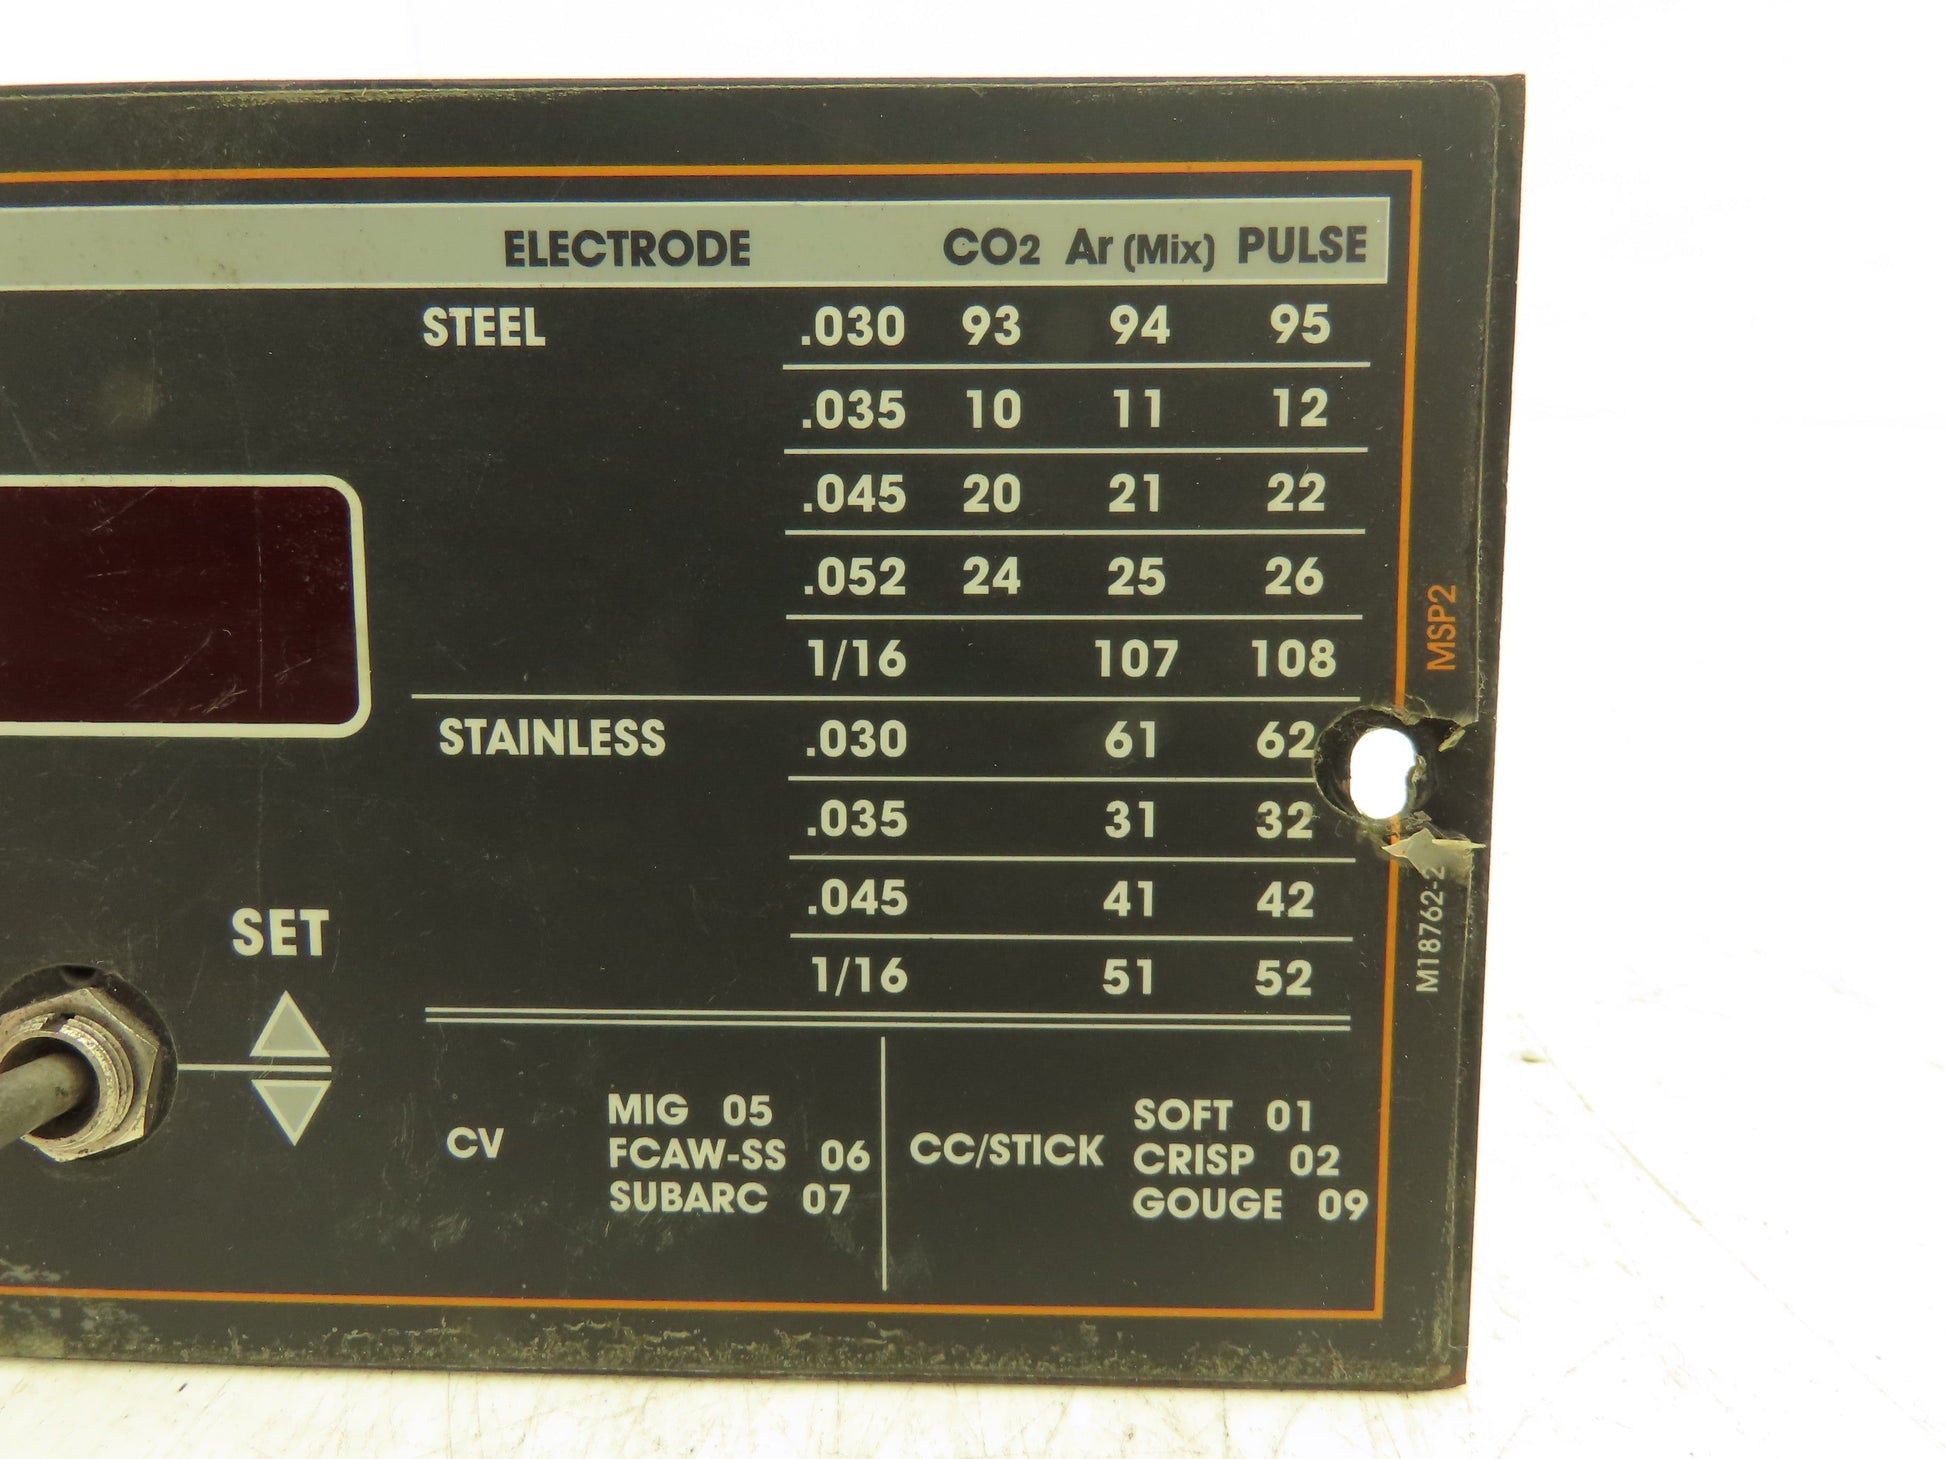 ELECTRODE CO2 Ar (Mix) PULSE
STEEL .030 93 94 95
.035 10 11 12
.045 20 21 22
.052 24 25 26
1/16 107 108
STAINLESS .030 61 62
.035 31 32
.045 41 42
1/16 51 52
SET
CV
MIG 05
FCAW-SS 06
SUBARC 07
CC/STICK
SOFT 01
CRISP 02
GOUGE 09
MSP2
M18762-2